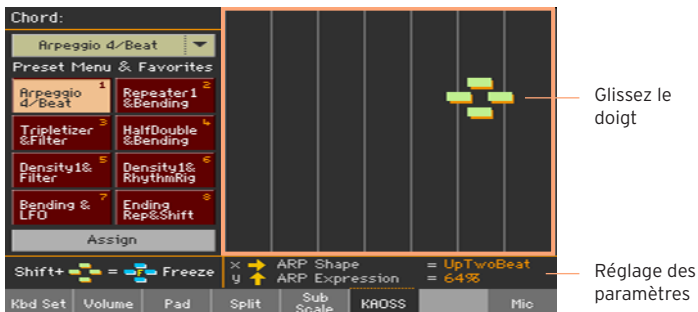 Chord:
Arpeggio 4/Beat
Preset Menu & Favorites
Arpeggio 4/Beat 1
Repeater1 &Bending 2
Tripletizer &Filter 3
HalfDouble &Bending 4
Density1& Filter 5
Density1& RhythmRig 6
Bending & LFO 7
Ending Rep&Shift 8
Assign
Shift+ = F Freeze
x ARP Shape = UpTwoBeat
y ARP Expression = 64%
Kbd Set Volume Pad Split Sub Scale KAOSS Mic
Glissez le
doigt
Réglage des
paramètres